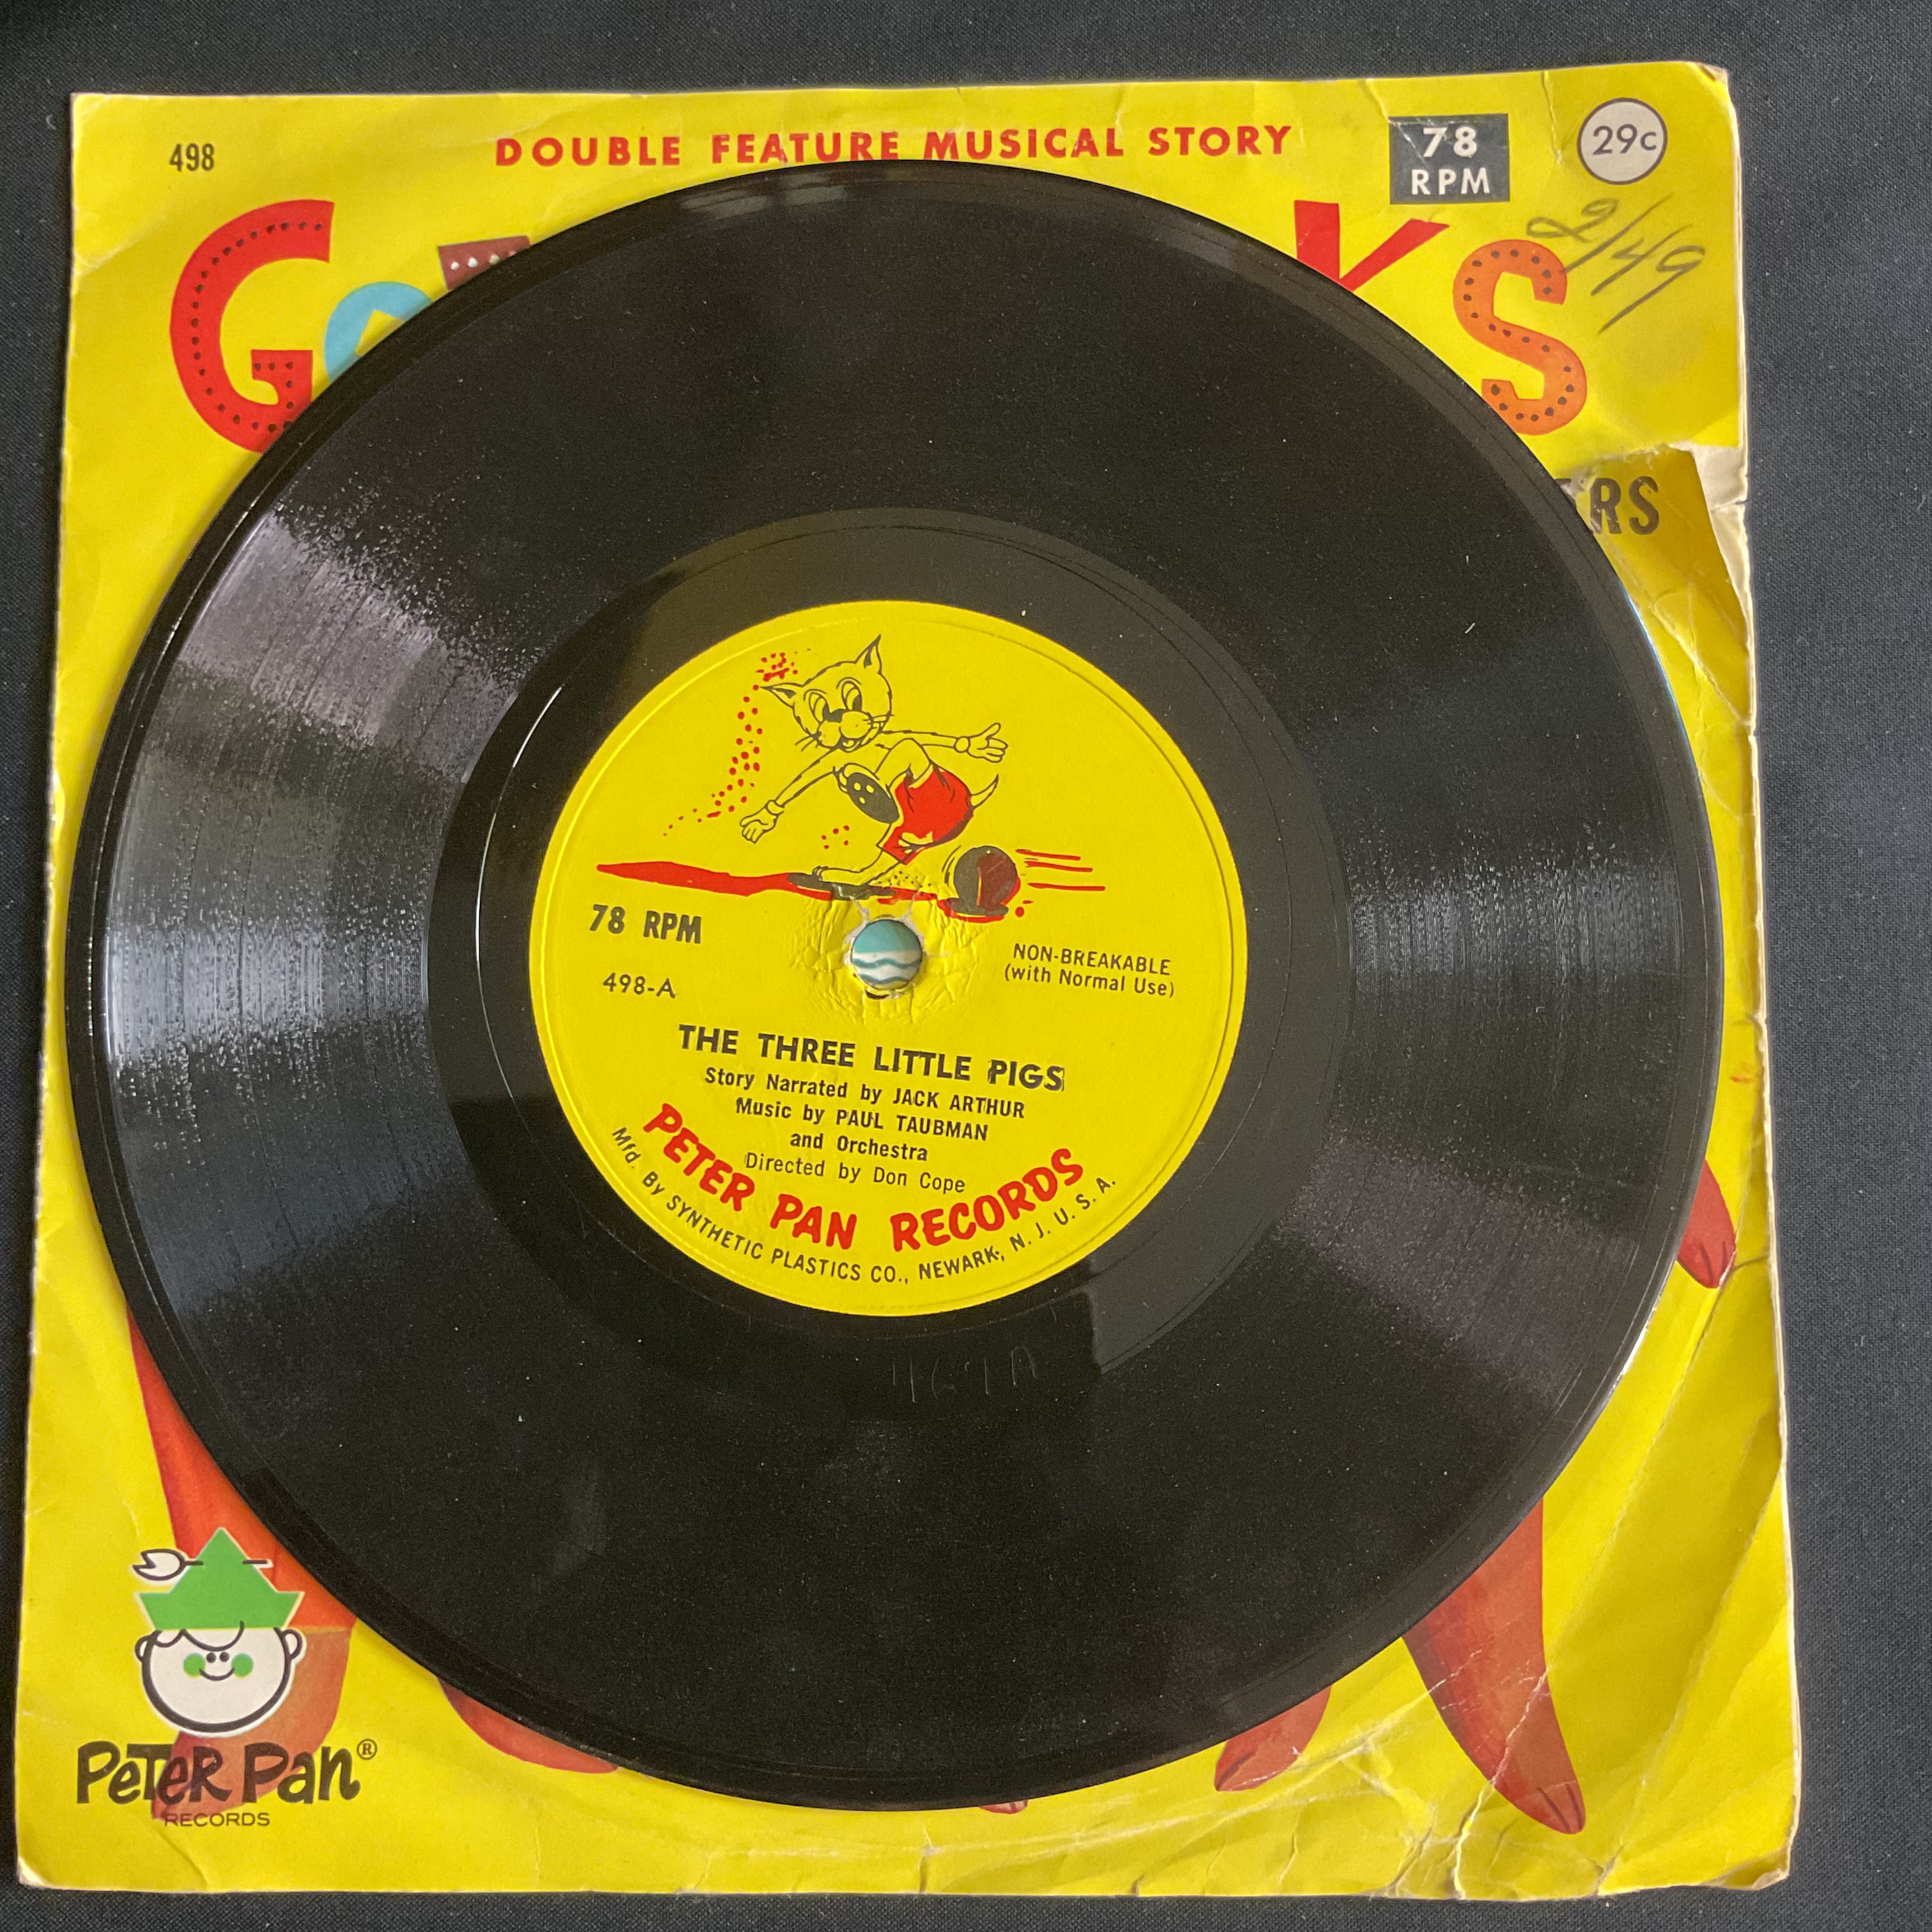 498
DOUBLE FEATURE MUSICAL STORY
78
RPM
29c
2/49
78 RPM
498-A
NON-BREAKABLE
(with Normal Use)
THE THREE LITTLE PIGS
Story Narrated by JACK ARTHUR
Music by PAUL TAUBMAN
and Orchestra
Directed by Don Cope
PETER PAN RECORDS
Mfd. By SYNTHETIC PLASTICS CO., NEWARK, N. J. U. S. A.
PETER PAN®
RECORDS